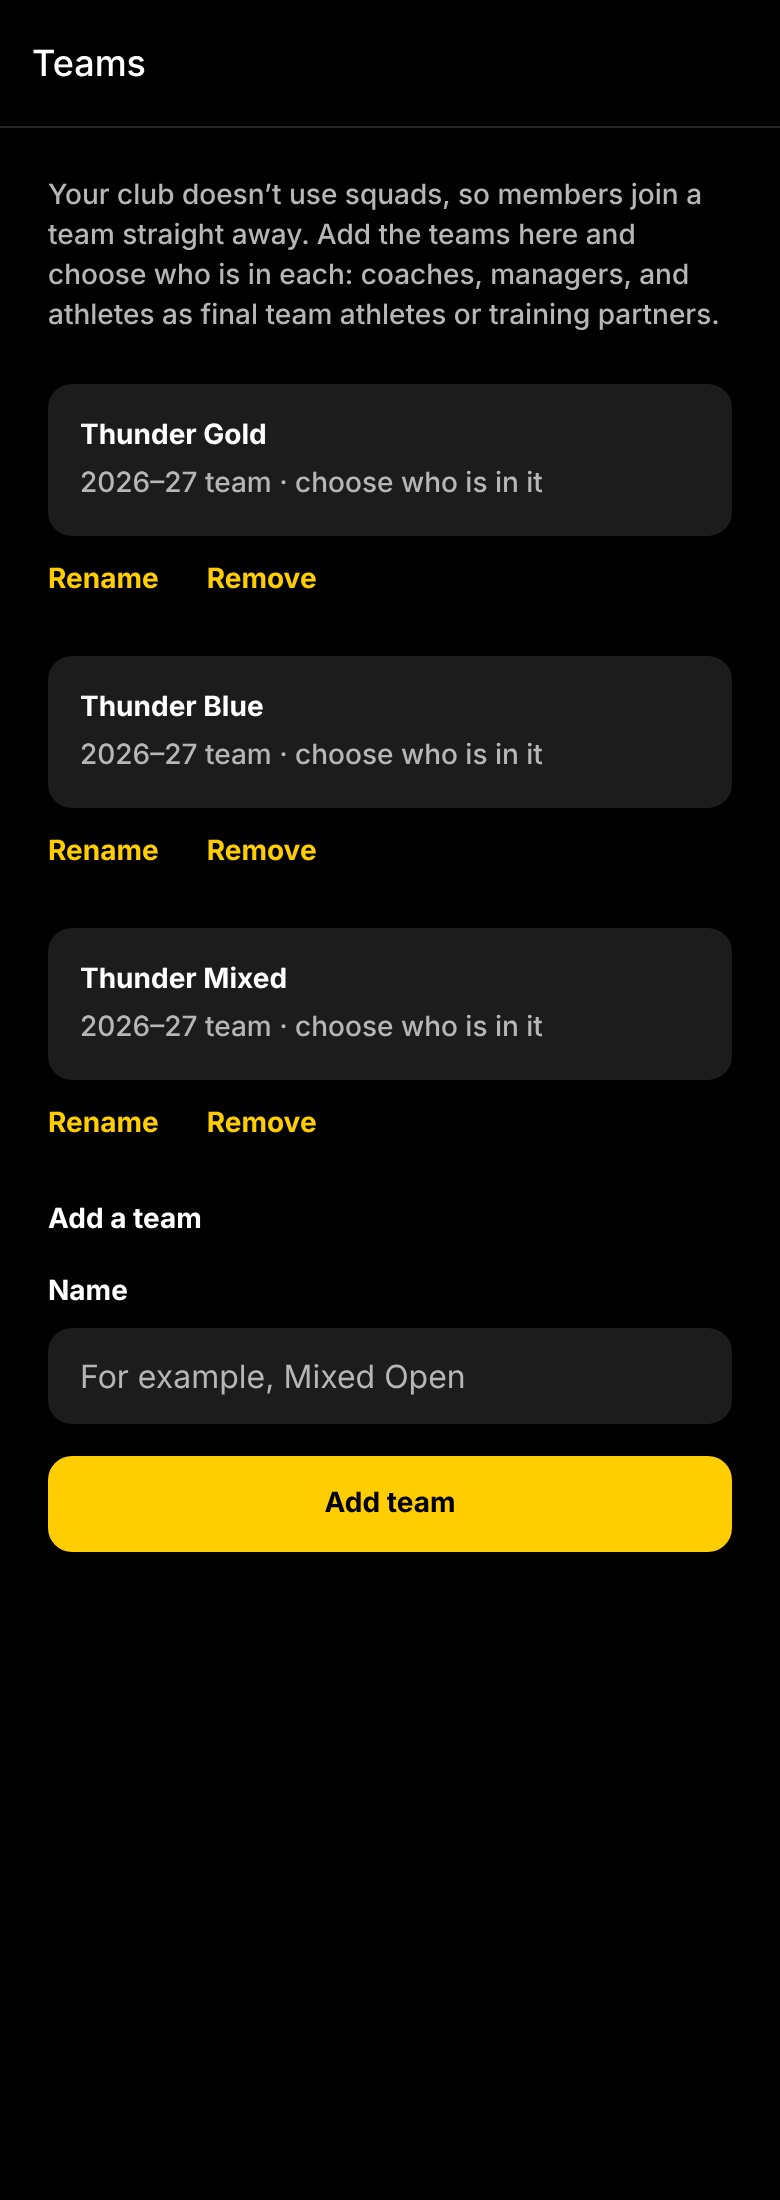 Teams
Your club doesn’t use squads, so members join a
team straight away. Add the teams here and
choose who is in each: coaches, managers, and
athletes as final team athletes or training partners.
Thunder Gold
2026–27 team · choose who is in it
Rename Remove
Thunder Blue
2026–27 team · choose who is in it
Rename Remove
Thunder Mixed
2026–27 team · choose who is in it
Rename Remove
Add a team
Name
For example, Mixed Open
Add team